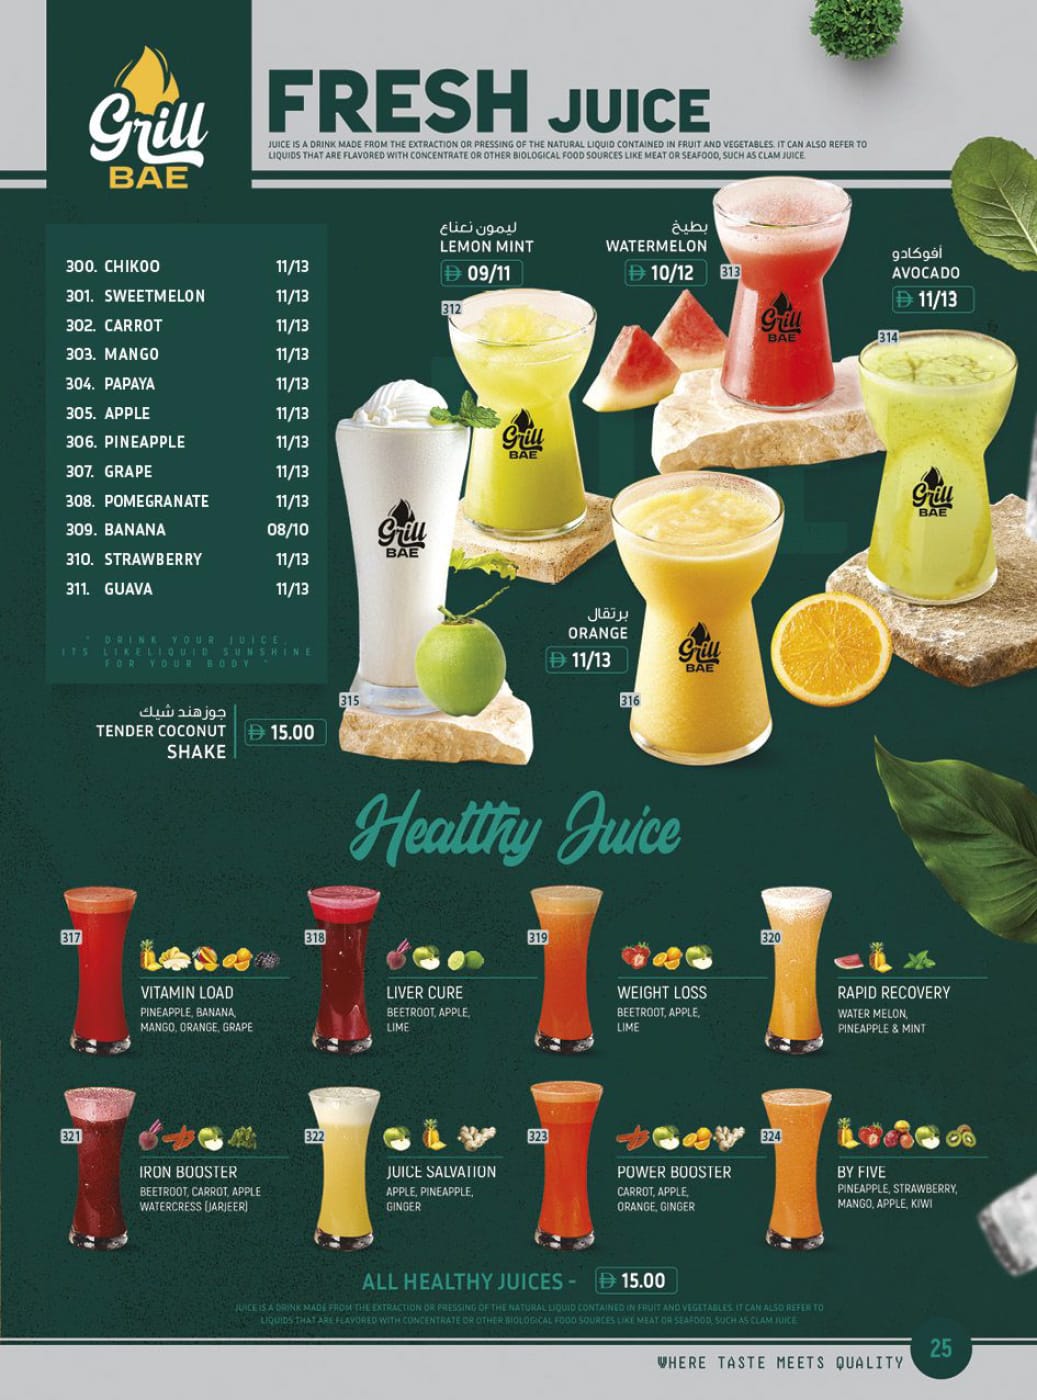 Grill
BAE
FRESH JUICE
JUICE IS A DRINK MADE FROM THE EXTRACTION OR PRESSING OF THE NATURAL LIQUID CONTAINED IN FRUIT AND VEGETABLES. IT CAN ALSO REFER TO
LIQUIDS THAT ARE FLAVORED WITH CONCENTRATE OR OTHER BIOLOGICAL FOOD SOURCES LIKE MEAT OR SEAFOOD, SUCH AS CLAM JUICE.
300. CHIKOO 11/13
301. SWEETMELON 11/13
302. CARROT 11/13
303. MANGO 11/13
304. PAPAYA 11/13
305. APPLE 11/13
306. PINEAPPLE 11/13
307. GRAPE 11/13
308. POMEGRANATE 11/13
309. BANANA 08/10
310. STRAWBERRY 11/13
311. GUAVA 11/13
" DRINK YOUR JUICE,
ITS LIKELIQUID SUNSHINE
FOR YOUR BODY "
ليمون نعناع
LEMON MINT
09/11
312
Grill
BAE
بطيخ
WATERMELON
10/12
313
Grill
BAE
أفوكادو
AVOCADO
11/13
314
Grill
BAE
Grill
BAE
315
جوز هند شيك
TENDER COCONUT
SHAKE
15.00
برتقال
ORANGE
11/13
316
Grill
BAE
Healthy Juice
317
VITAMIN LOAD
PINEAPPLE, BANANA,
MANGO, ORANGE, GRAPE
318
LIVER CURE
BEETROOT, APPLE,
LIME
319
WEIGHT LOSS
BEETROOT, APPLE,
LIME
320
RAPID RECOVERY
WATER MELON,
PINEAPPLE & MINT
321
IRON BOOSTER
BEETROOT, CARROT, APPLE
WATERCRESS (JARJEER)
322
JUICE SALVATION
APPLE, PINEAPPLE,
GINGER
323
POWER BOOSTER
CARROT, APPLE,
ORANGE, GINGER
324
BY FIVE
PINEAPPLE, STRAWBERRY,
MANGO, APPLE, KIWI
ALL HEALTHY JUICES - 15.00
JUICE IS A DRINK MADE FROM THE EXTRACTION OR PRESSING OF THE NATURAL LIQUID CONTAINED IN FRUIT AND VEGETABLES. IT CAN ALSO REFER TO
LIQUIDS THAT ARE FLAVORED WITH CONCENTRATE OR OTHER BIOLOGICAL FOOD SOURCES LIKE MEAT OR SEAFOOD, SUCH AS CLAM JUICE.
WHERE TASTE MEETS QUALITY
25